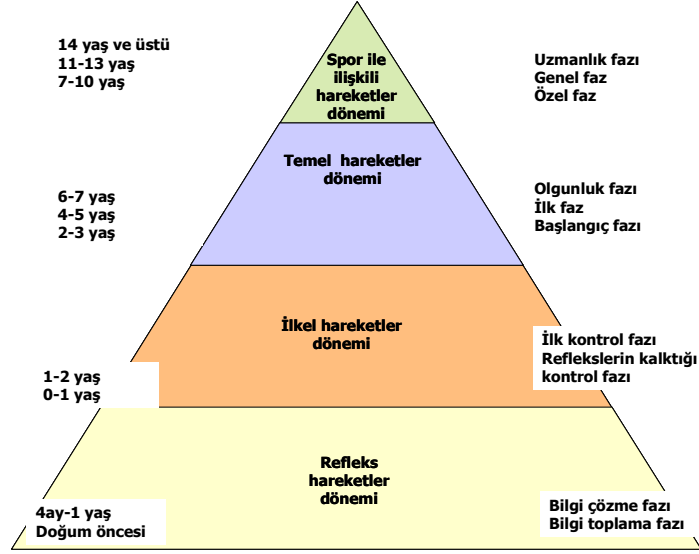 14 yaş ve üstü
11-13 yaş
7-10 yaş
Spor ile
ilişkili
hareketler
dönemi
Uzmanlık fazı
Genel faz
Özel faz
Temel hareketler
dönemi
6-7 yaş
4-5 yaş
2-3 yaş
Olgunluk fazı
İlk faz
Başlangıç fazı
İlkel hareketler
dönemi
1-2 yaş
0-1 yaş
İlk kontrol fazı
Reflekslerin kalktığı
kontrol fazı
Refleks
hareketler
dönemi
4ay-1 yaş
Doğum öncesi
Bilgi çözme fazı
Bilgi toplama fazı